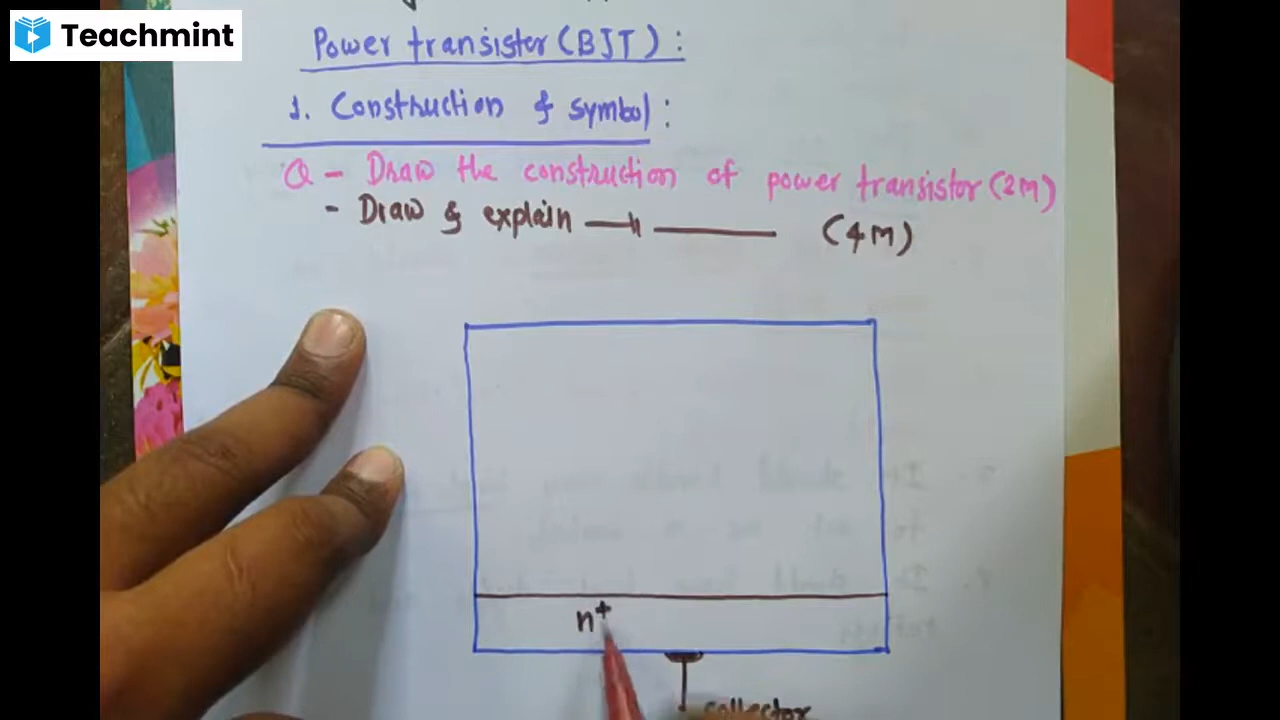 Teachmint
Power transistor (BJT) :
1. Construction & symbol :
Q - Draw the construction of power transistor (2M)
- Draw & explain —〃— (4M)
n+
collector